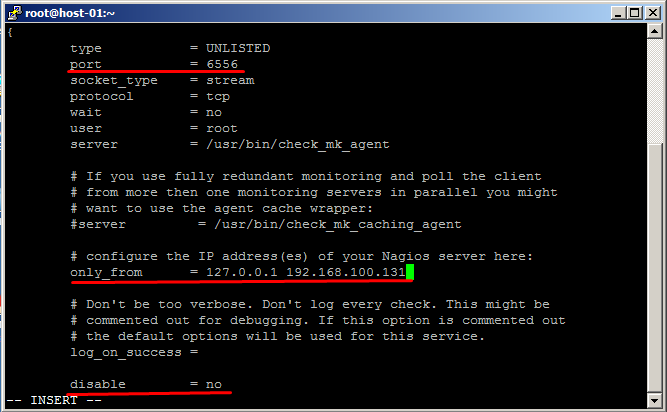 root@host-01:~
{
type = UNLISTED
port = 6556
socket_type = stream
protocol = tcp
wait = no
user = root
server = /usr/bin/check_mk_agent
# If you use fully redundant monitoring and poll the client
# from more then one monitoring servers in parallel you might
# want to use the agent cache wrapper:
#server = /usr/bin/check_mk_caching_agent
# configure the IP address(es) of your Nagios server here:
only_from = 127.0.0.1 192.168.100.131
# Don't be too verbose. Don't log every check. This might be
# commented out for debugging. If this option is commented out
# the default options will be used for this service.
log_on_success =
disable = no
-- INSERT --